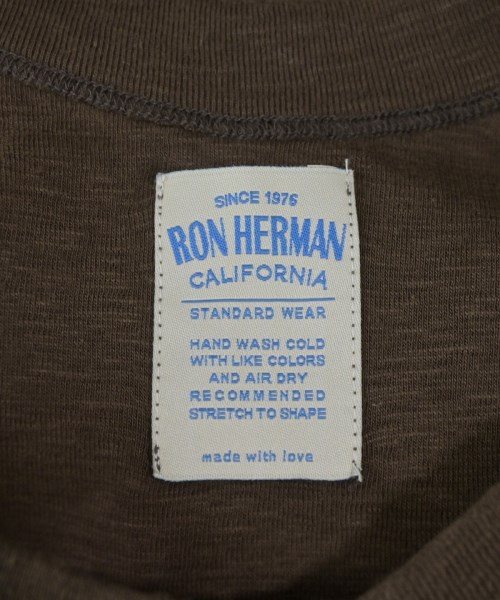 SINCE 1976
RON HERMAN
CALIFORNIA
STANDARD WEAR
HAND WASH COLD
WITH LIKE COLORS
AND AIR DRY
RECOMMENDED
STRETCH TO SHAPE
made with love